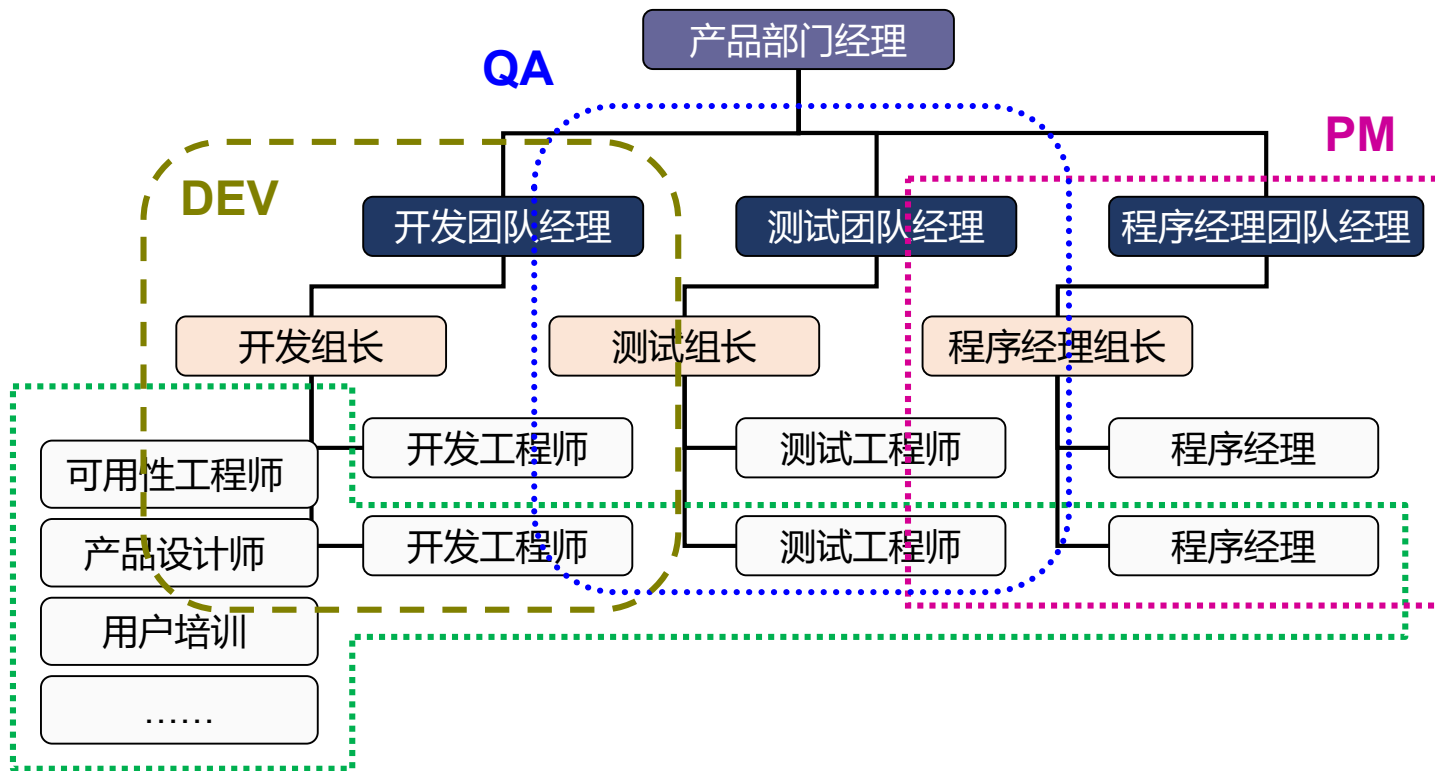 产品部门经理
QA
PM
DEV
开发团队经理
测试团队经理
程序经理团队经理
开发组长
测试组长
程序经理组长
开发工程师
测试工程师
程序经理
可用性工程师
开发工程师
测试工程师
程序经理
产品设计师
用户培训
……